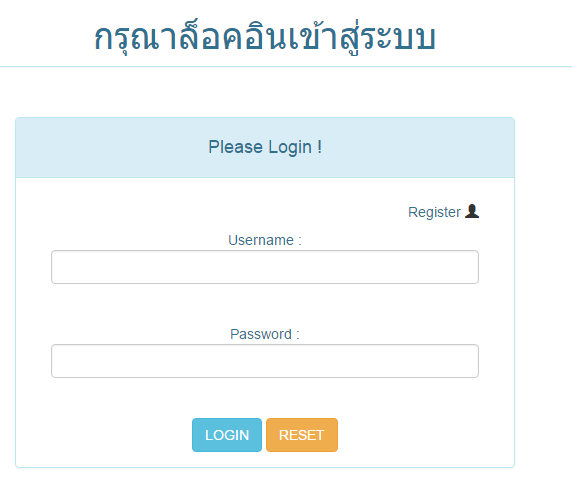 กรุณาล็อคอินเข้าสู่ระบบ
Please Login !
Register
Username :
Password :
LOGIN RESET